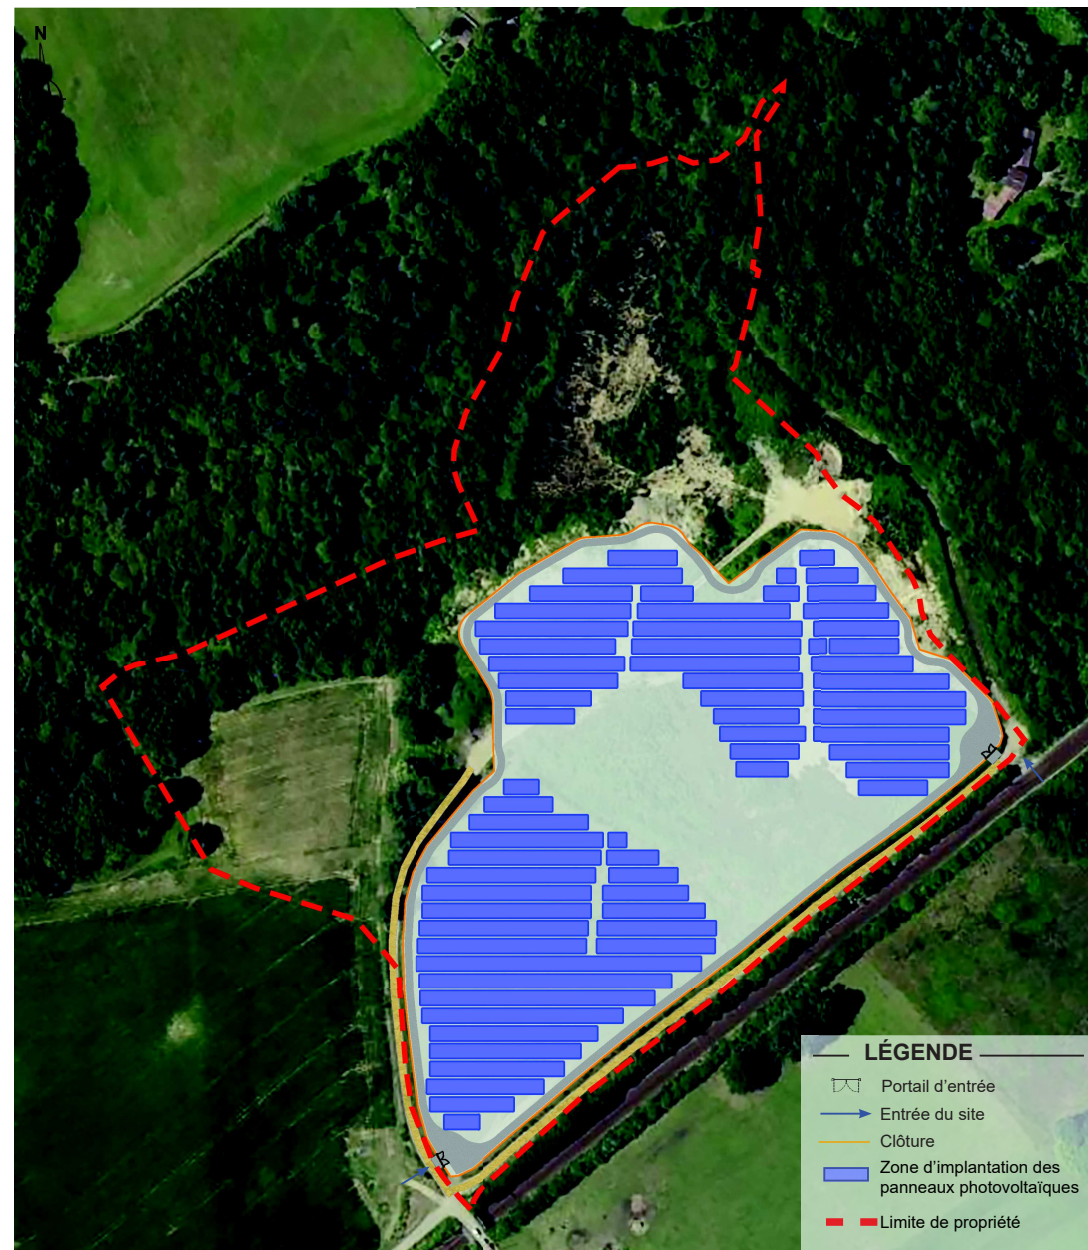 N
LÉGENDE
Portail d’entrée
Entrée du site
Clôture
Zone d’implantation des
panneaux photovoltaïques
Limite de propriété